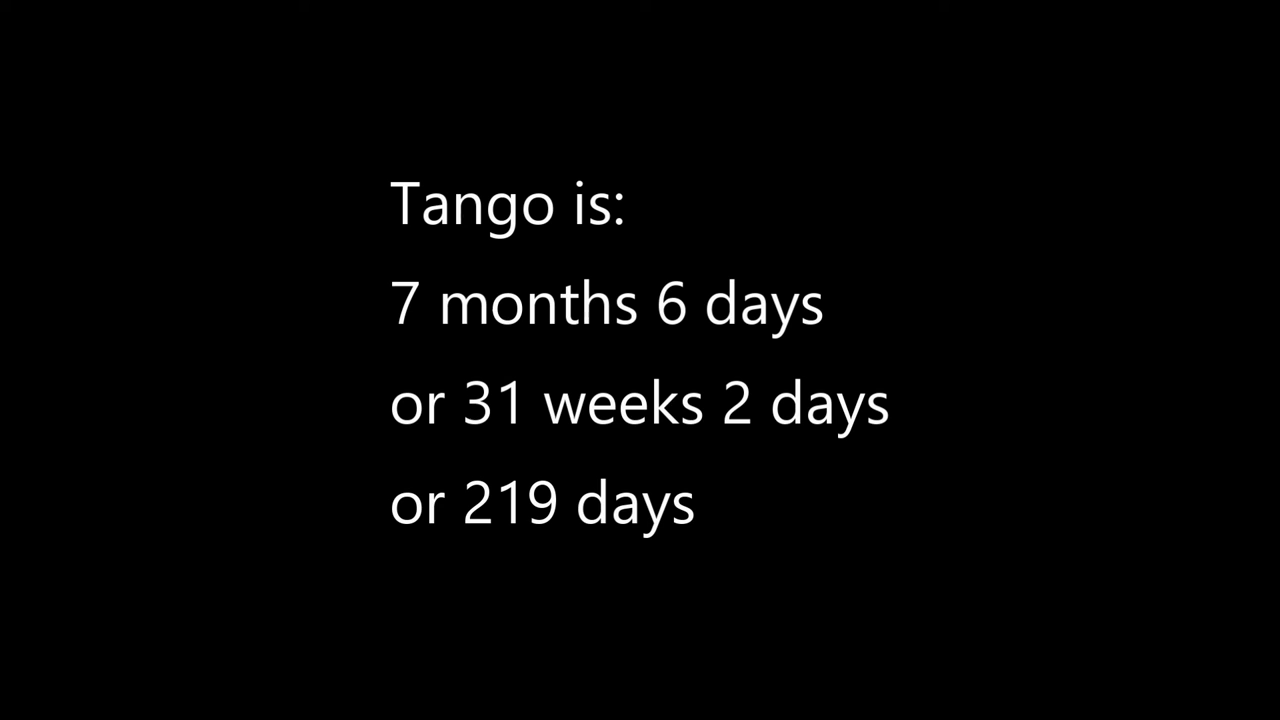 Tango is:
7 months 6 days
or 31 weeks 2 days
or 219 days